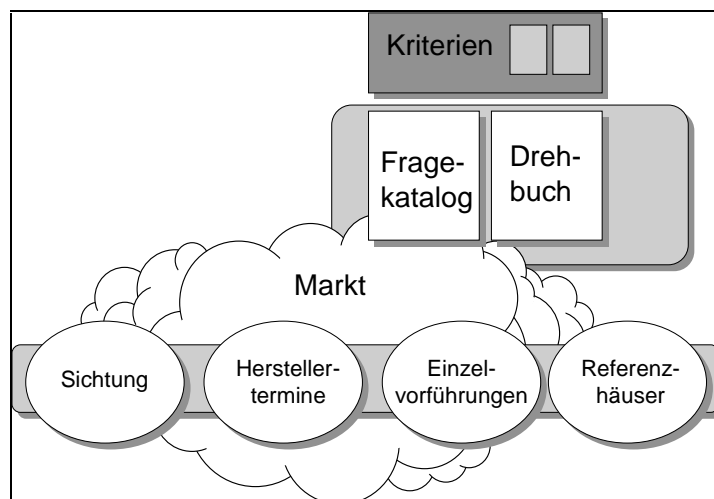 Kriterien
Frage-
katalog
Dreh-
buch
Markt
Sichtung
Hersteller-
termine
Einzel-
vorführungen
Referenz-
häuser